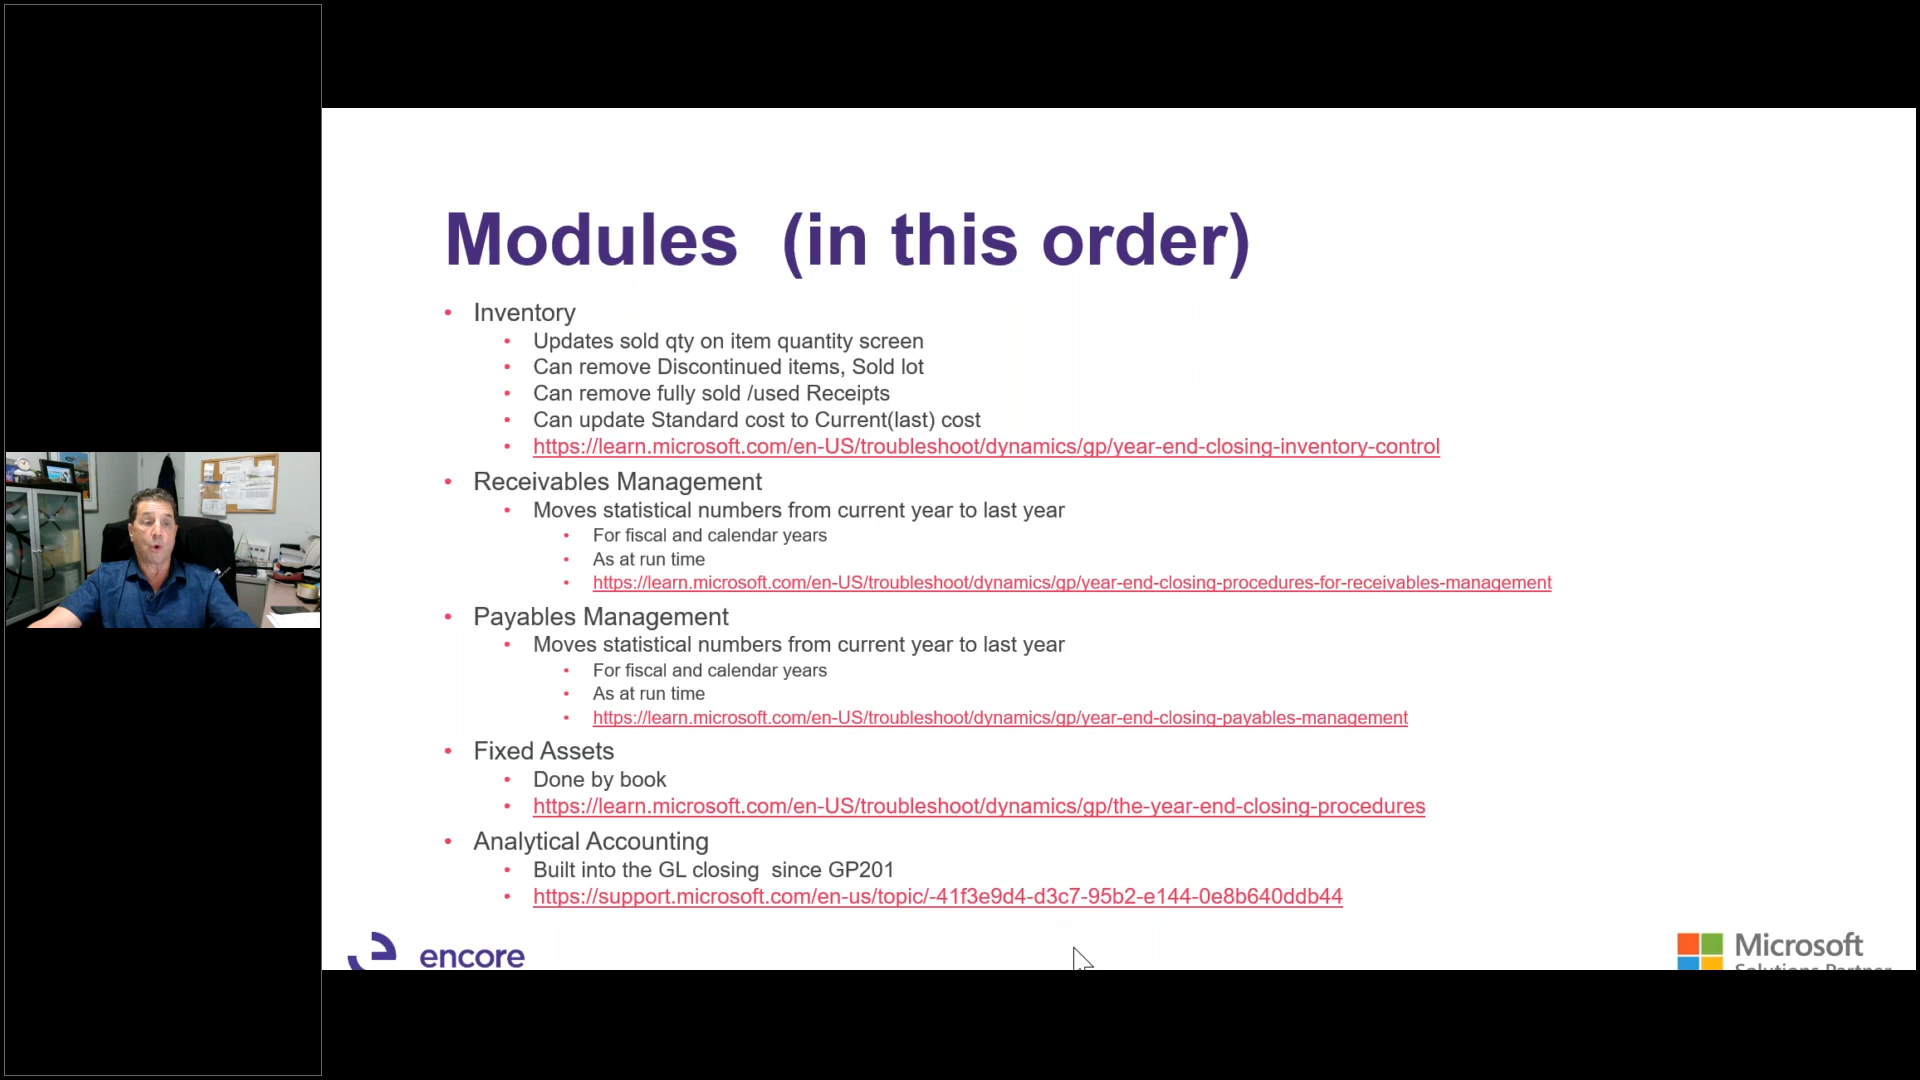 Modules (in this order)
• Inventory
• Updates sold qty on item quantity screen
• Can remove Discontinued items, Sold lot
• Can remove fully sold /used Receipts
• Can update Standard cost to Current(last) cost
• https://learn.microsoft.com/en-US/troubleshoot/dynamics/gp/year-end-closing-inventory-control
• Receivables Management
• Moves statistical numbers from current year to last year
• For fiscal and calendar years
• As at run time
• https://learn.microsoft.com/en-US/troubleshoot/dynamics/gp/year-end-closing-procedures-for-receivables-management
• Payables Management
• Moves statistical numbers from current year to last year
• For fiscal and calendar years
• As at run time
• https://learn.microsoft.com/en-US/troubleshoot/dynamics/gp/year-end-closing-payables-management
• Fixed Assets
• Done by book
• https://learn.microsoft.com/en-US/troubleshoot/dynamics/gp/the-year-end-closing-procedures
• Analytical Accounting
• Built into the GL closing since GP201
• https://support.microsoft.com/en-us/topic/-41f3e9d4-d3c7-95b2-e144-0e8b640ddb44
encore
Microsoft
Solutions Partner